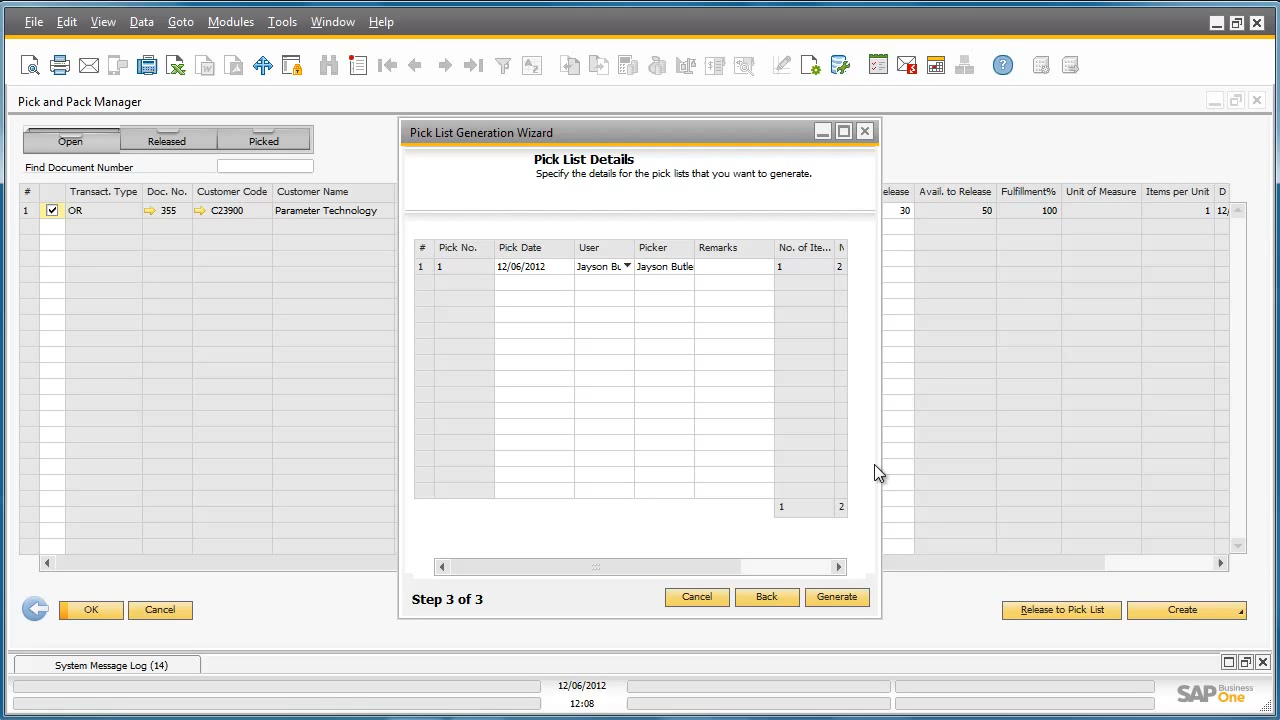 File Edit View Data Goto Modules Tools Window Help
Pick and Pack Manager
Open Released Picked
Find Document Number
# Transact. Type Doc. No. Customer Code Customer Name elease Avail. to Release Fulfillment% Unit of Measure Items per Unit D
1 OR 355 C23900 Parameter Technology 30 50 100 1 12/
Pick List Generation Wizard
Pick List Details
Specify the details for the pick lists that you want to generate.
# Pick No. Pick Date User Picker Remarks No. of Ite... N
1 1 12/06/2012 Jayson Bu Jayson Butle 1 2
1 2
Step 3 of 3 Cancel Back Generate
OK Cancel Release to Pick List Create
System Message Log (14)
12/06/2012
12:08
SAP Business One